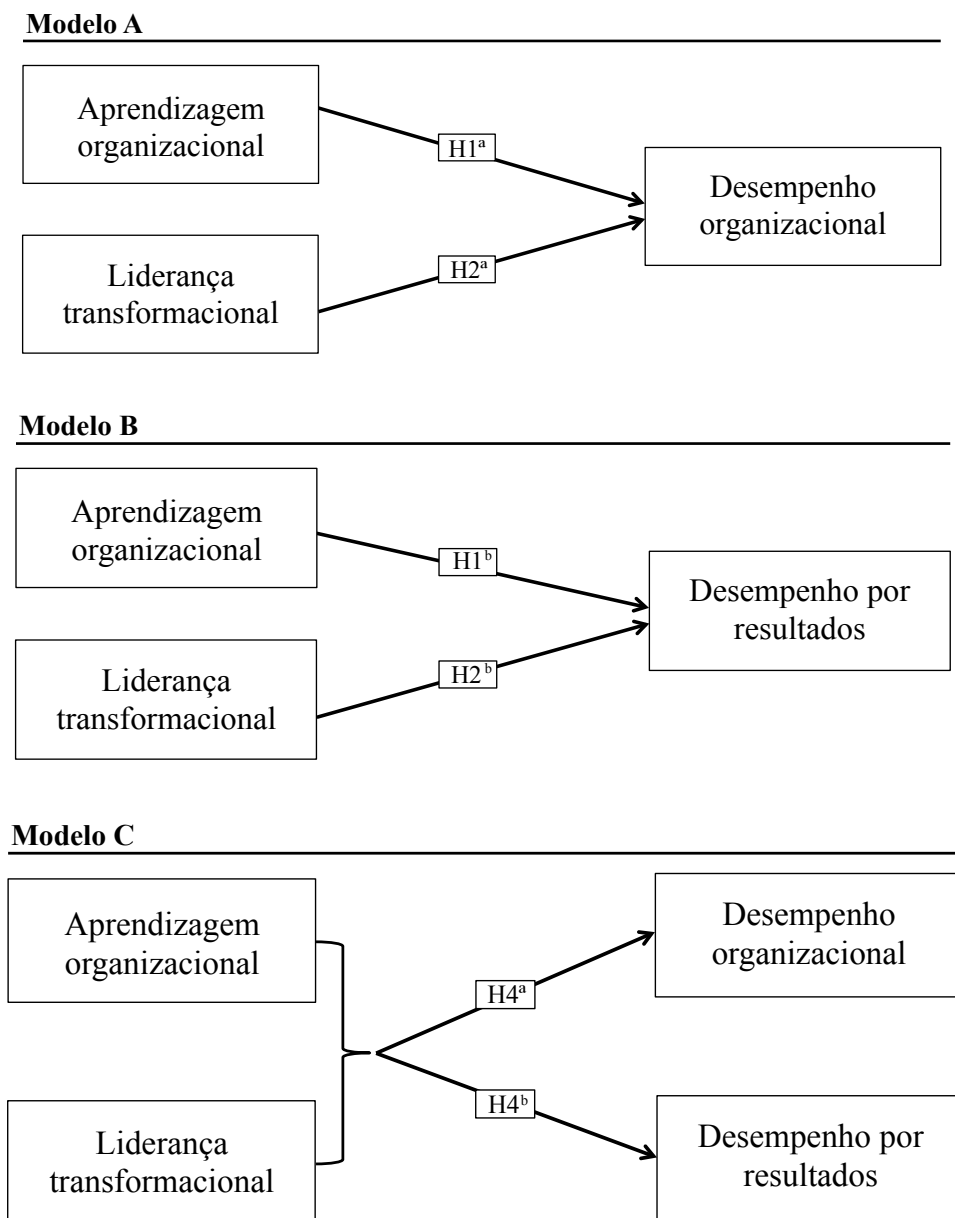 Modelo A
Aprendizagem
organizacional
H1ª
Desempenho
organizacional
Liderança
transformacional
H2ª
Modelo B
Aprendizagem
organizacional
H1ᵇ
Desempenho por
resultados
Liderança
transformacional
H2ᵇ
Modelo C
Aprendizagem
organizacional
Desempenho
organizacional
H4ª
H4ᵇ
Liderança
transformacional
Desempenho por
resultados